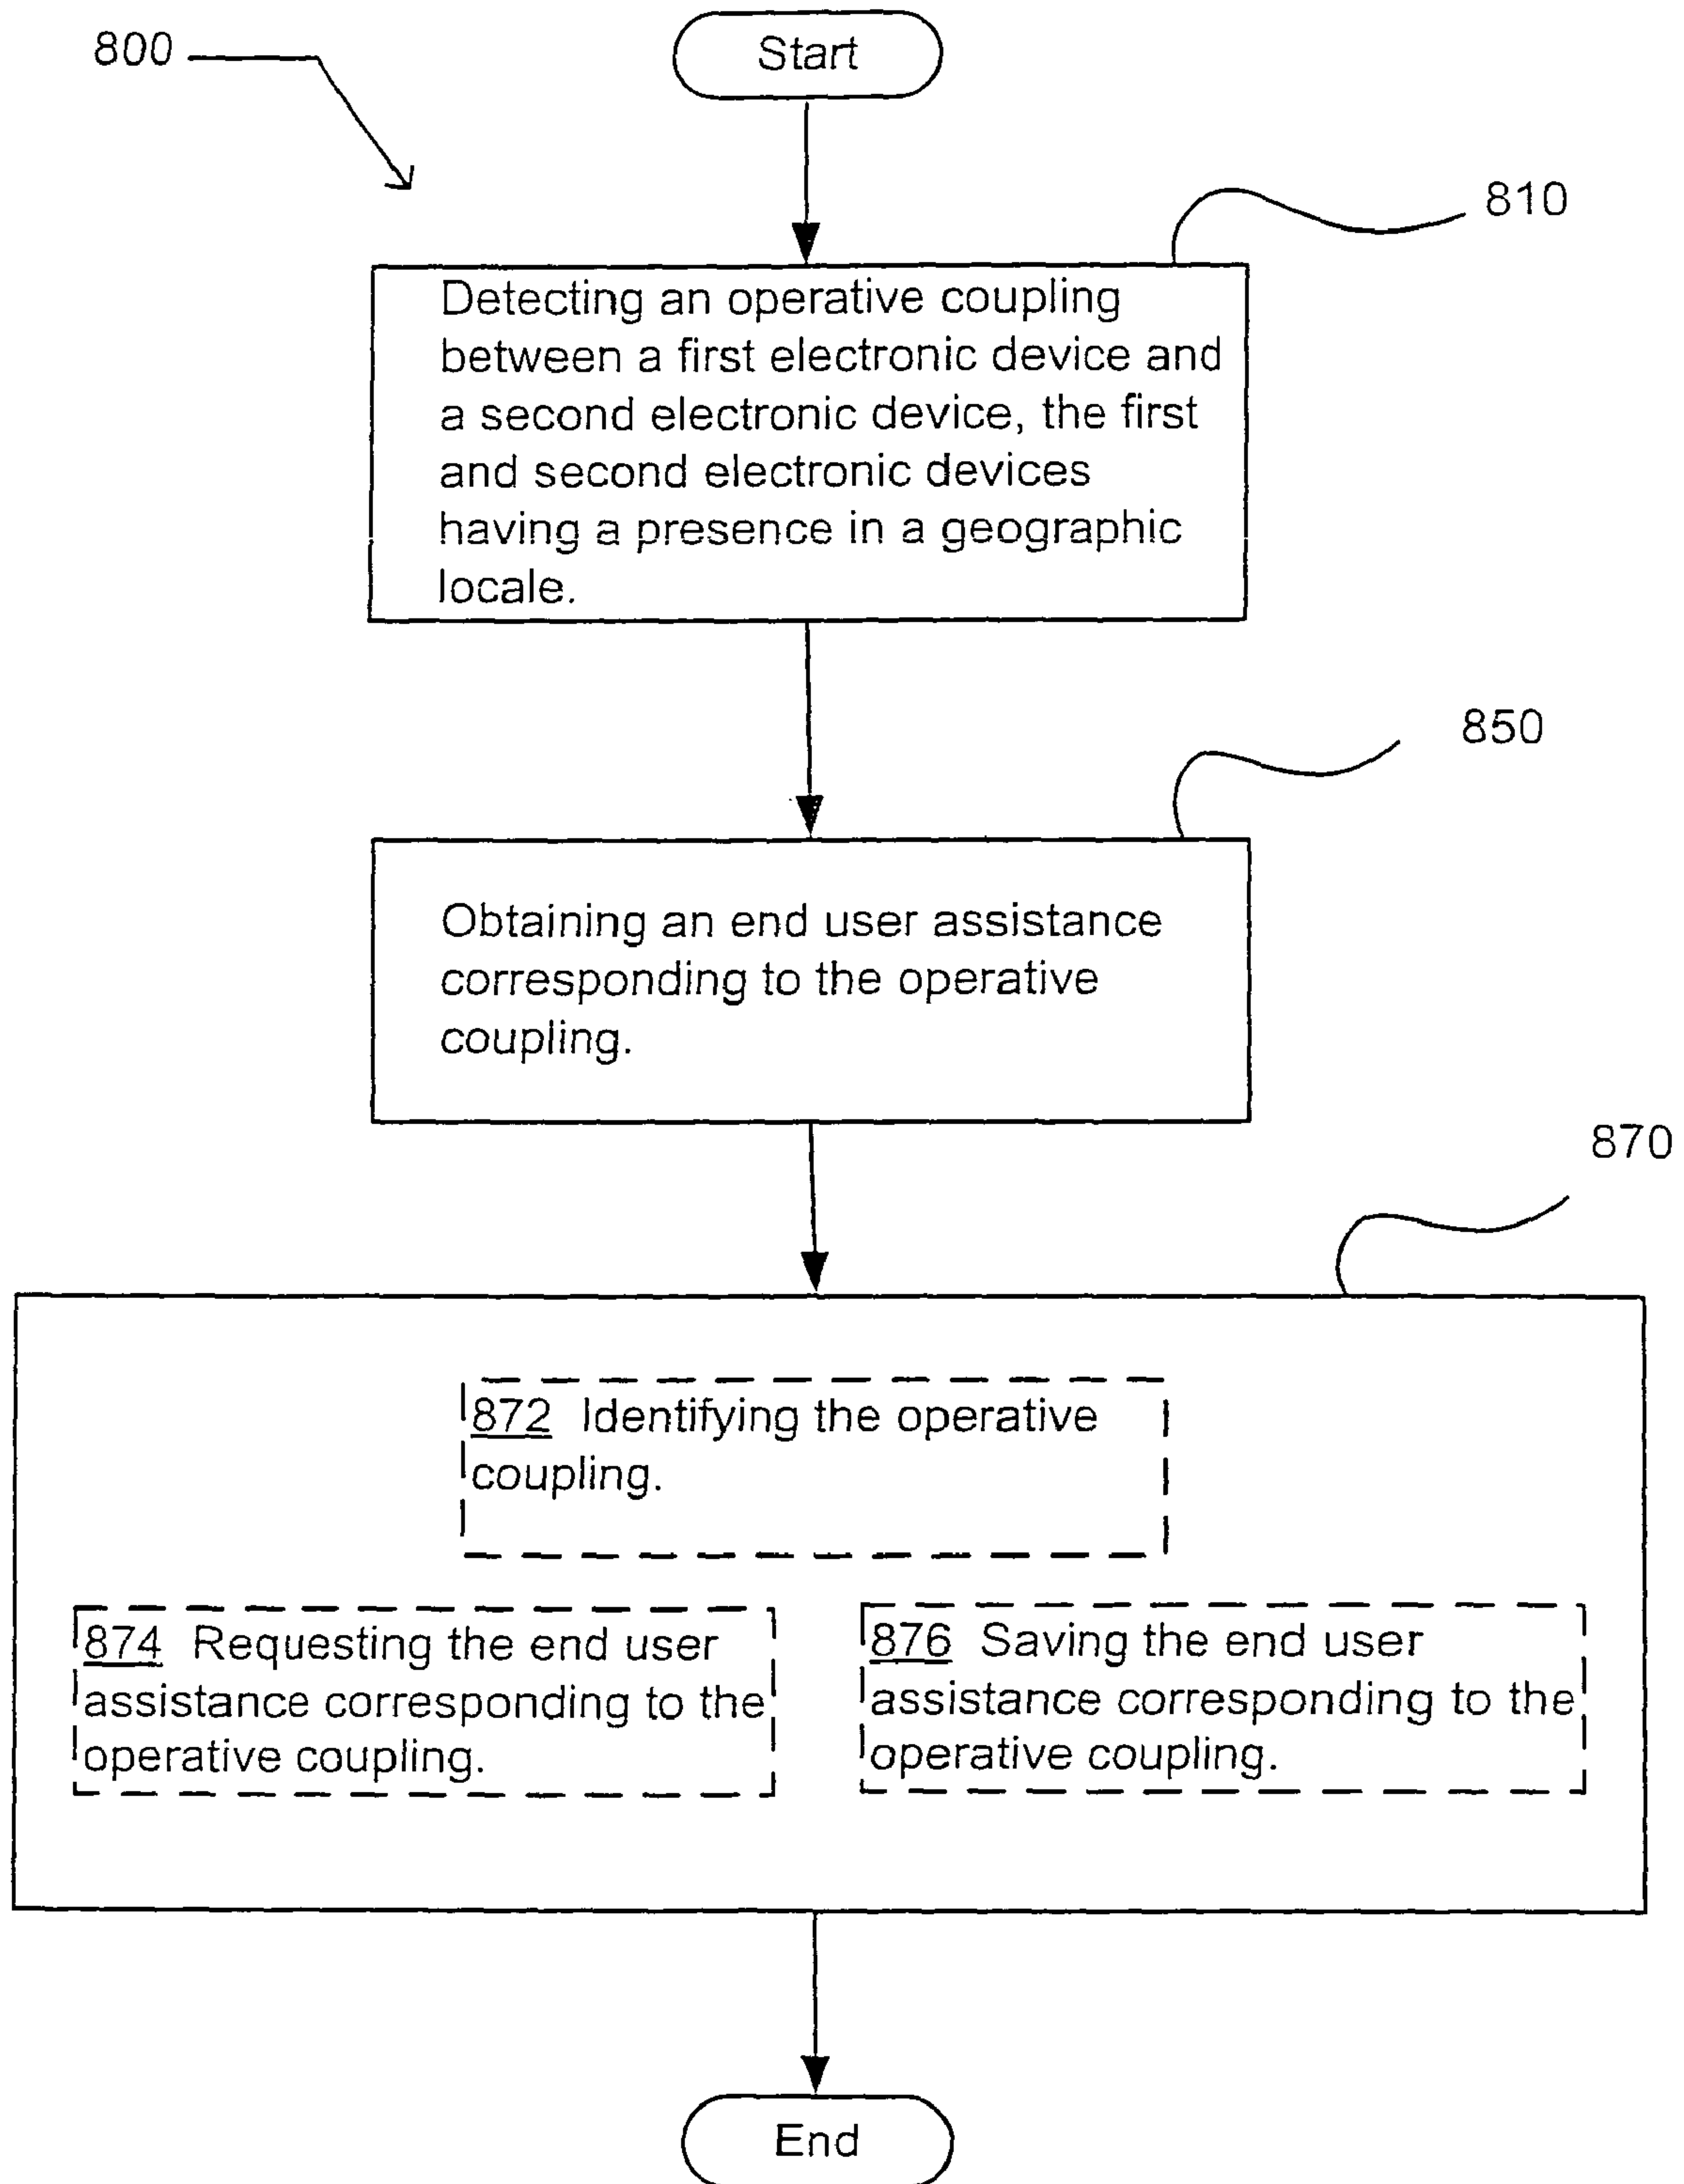 800
Start
810
Detecting an operative coupling
between a first electronic device and
a second electronic device, the first
and second electronic devices
having a presence in a geographic
locale.
850
Obtaining an end user assistance
corresponding to the operative
coupling.
870
872 Identifying the operative
coupling.
874 Requesting the end user
assistance corresponding to the
operative coupling.
876 Saving the end user
assistance corresponding to the
operative coupling.
End